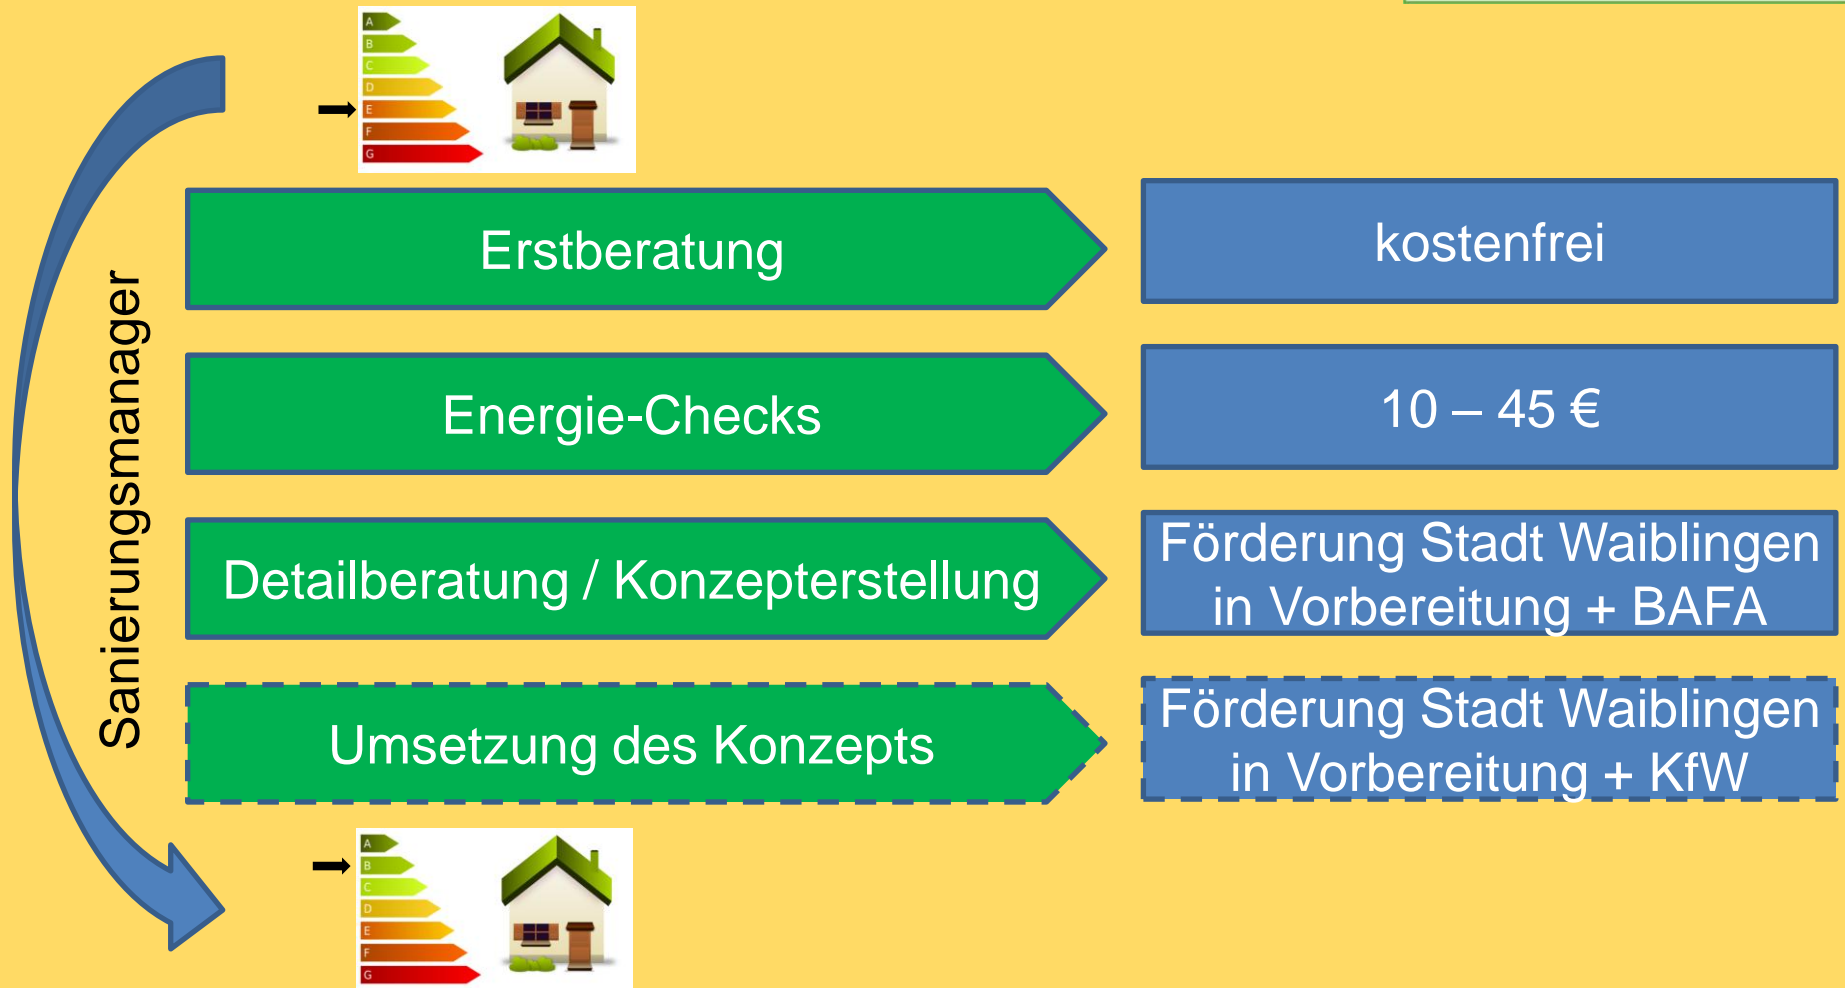 A
B
C
D
E
F
G
Sanierungsmanager
Erstberatung
kostenfrei
Energie-Checks
10 – 45 €
Detailberatung / Konzepterstellung
Förderung Stadt Waiblingen
in Vorbereitung + BAFA
Umsetzung des Konzepts
Förderung Stadt Waiblingen
in Vorbereitung + KfW
A
B
C
D
E
F
G